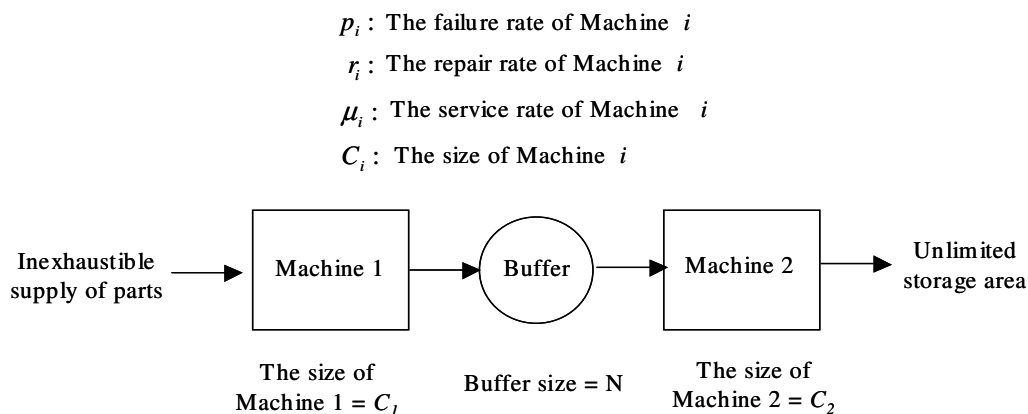 p_i : The failure rate of Machine i
r_i : The repair rate of Machine i
μ_i : The service rate of Machine i
C_i : The size of Machine i
Inexhaustible
supply of parts
Machine 1
Buffer
Machine 2
Unlimited
storage area
The size of
Machine 1 = C_1
Buffer size = N
The size of
Machine 2 = C_2